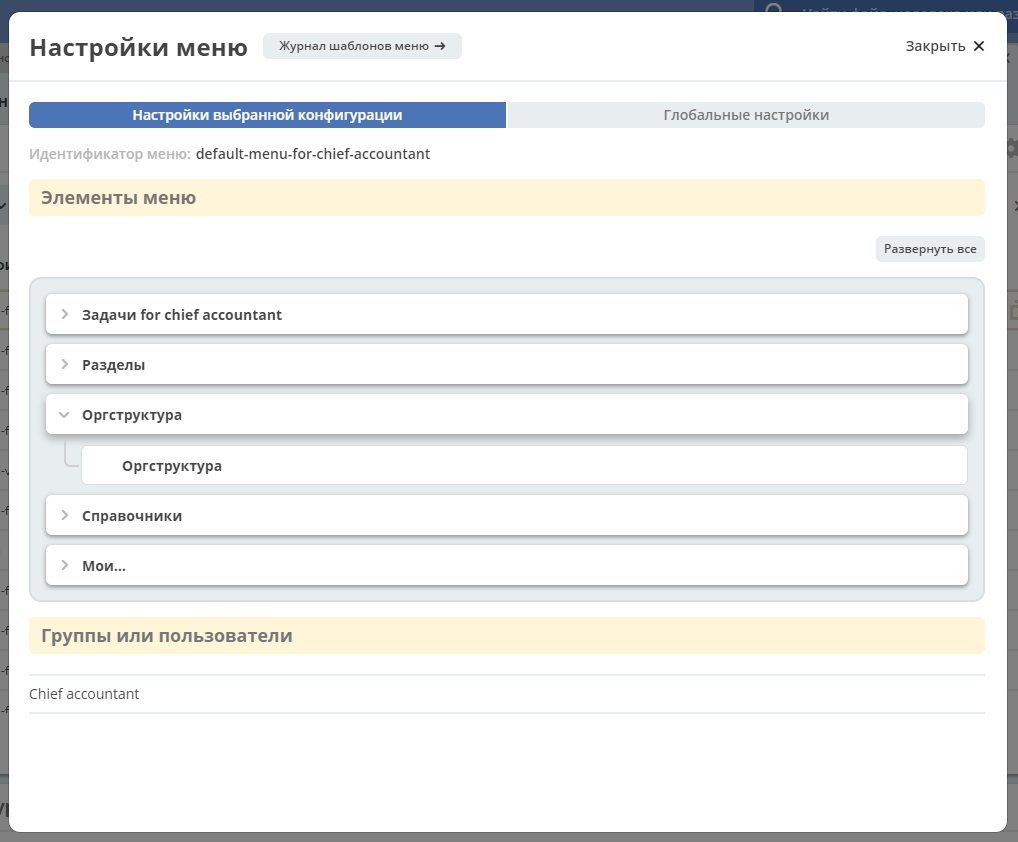 Настройки меню
Журнал шаблонов меню →
Закрыть ✕
Настройки выбранной конфигурации
Глобальные настройки
Идентификатор меню: default-menu-for-chief-accountant
Элементы меню
Развернуть все
Задачи for chief accountant
Разделы
Оргструктура
Оргструктура
Справочники
Мои...
Группы или пользователи
Chief accountant